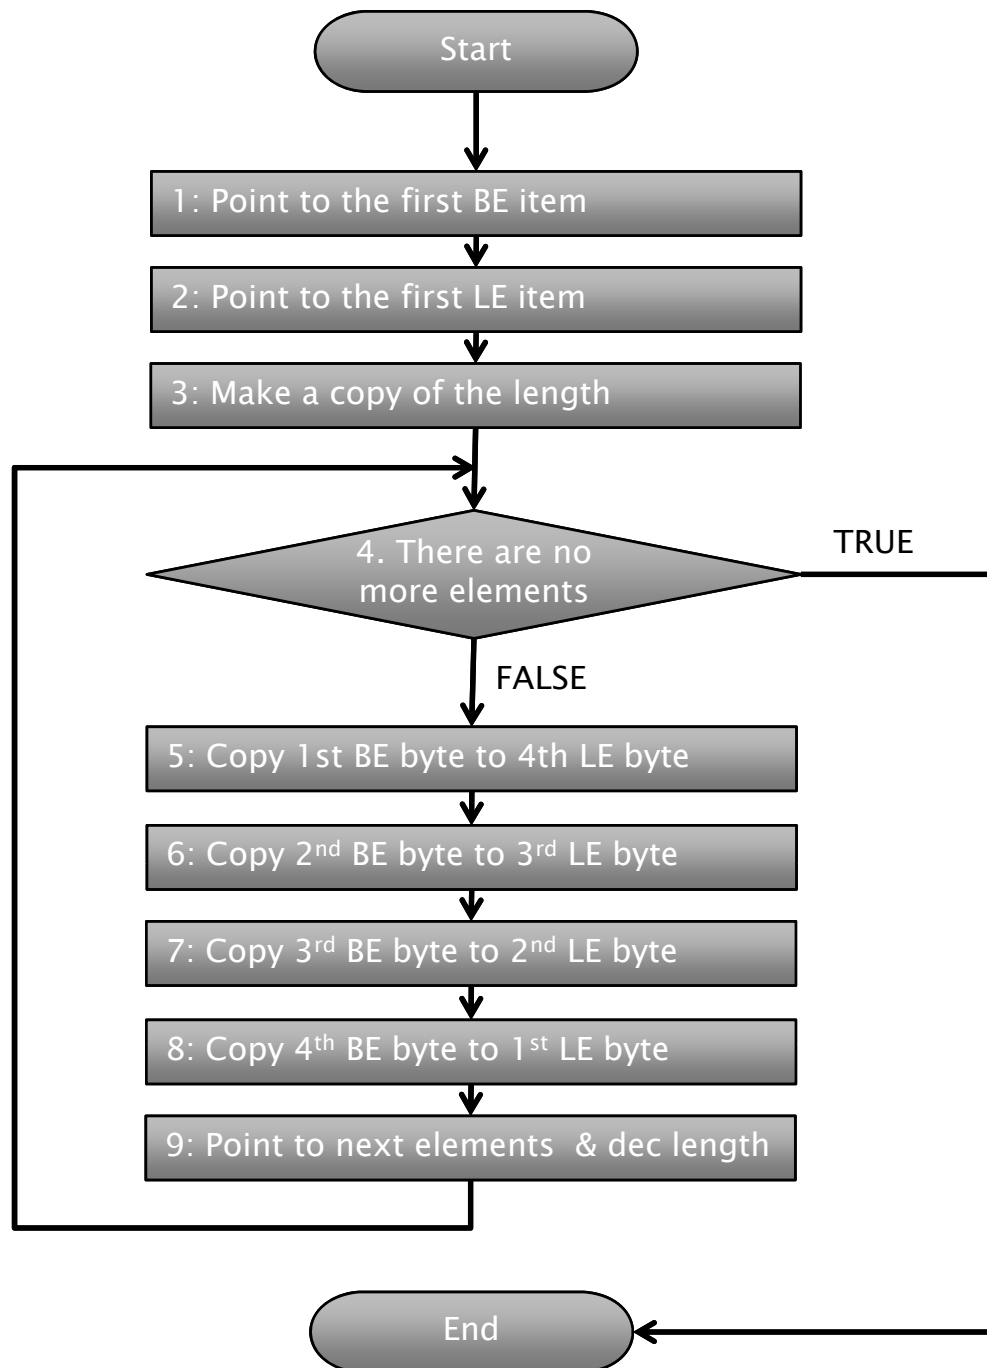 Start
1: Point to the first BE item
2: Point to the first LE item
3: Make a copy of the length
4. There are no
more elements
TRUE
FALSE
5: Copy 1st BE byte to 4th LE byte
6: Copy 2nd BE byte to 3rd LE byte
7: Copy 3rd BE byte to 2nd LE byte
8: Copy 4th BE byte to 1st LE byte
9: Point to next elements & dec length
End